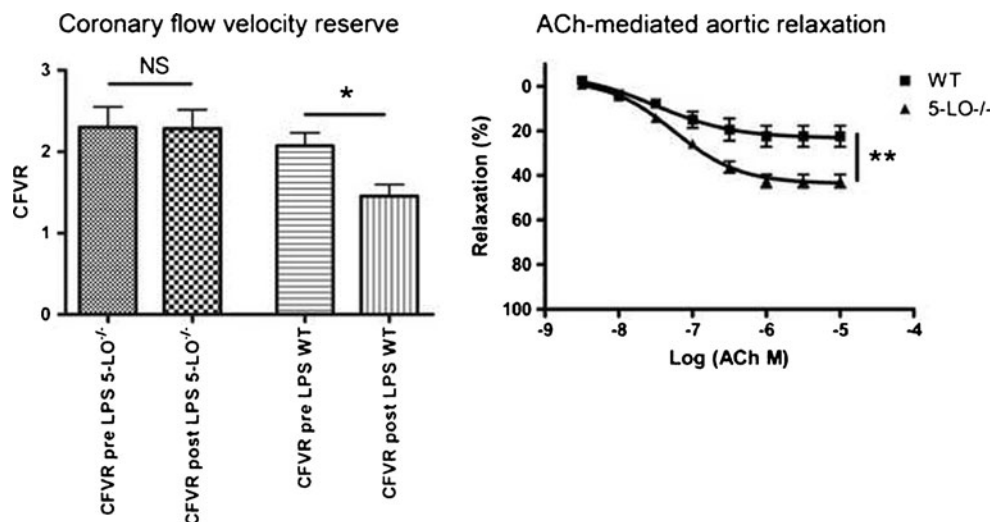 Coronary flow velocity reserve
NS
*
3
2
1
0
CFVR
CFVR pre LPS 5-LO-/-
CFVR post LPS 5-LO-/-
CFVR pre LPS WT
CFVR post LPS WT
ACh-mediated aortic relaxation
WT
5-LO-/-
**
0
20
40
60
80
100
Relaxation (%)
-9 -8 -7 -6 -5 -4
Log (ACh M)